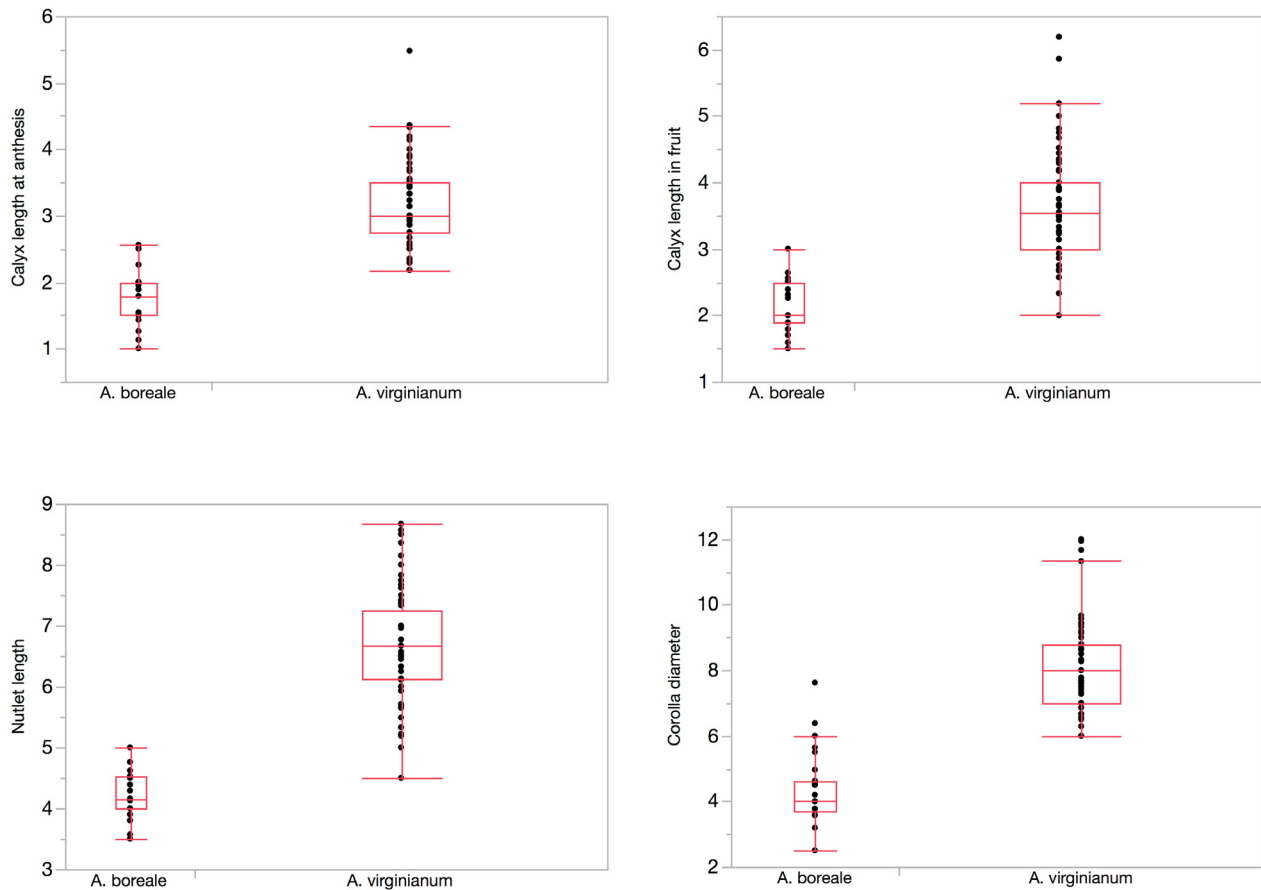 Calyx length at anthesis
6
5
4
3
2
1
A. boreale
A. virginianum
Calyx length in fruit
6
5
4
3
2
1
A. boreale
A. virginianum
Nutlet length
9
8
7
6
5
4
3
A. boreale
A. virginianum
Corolla diameter
12
10
8
6
4
2
A. boreale
A. virginianum